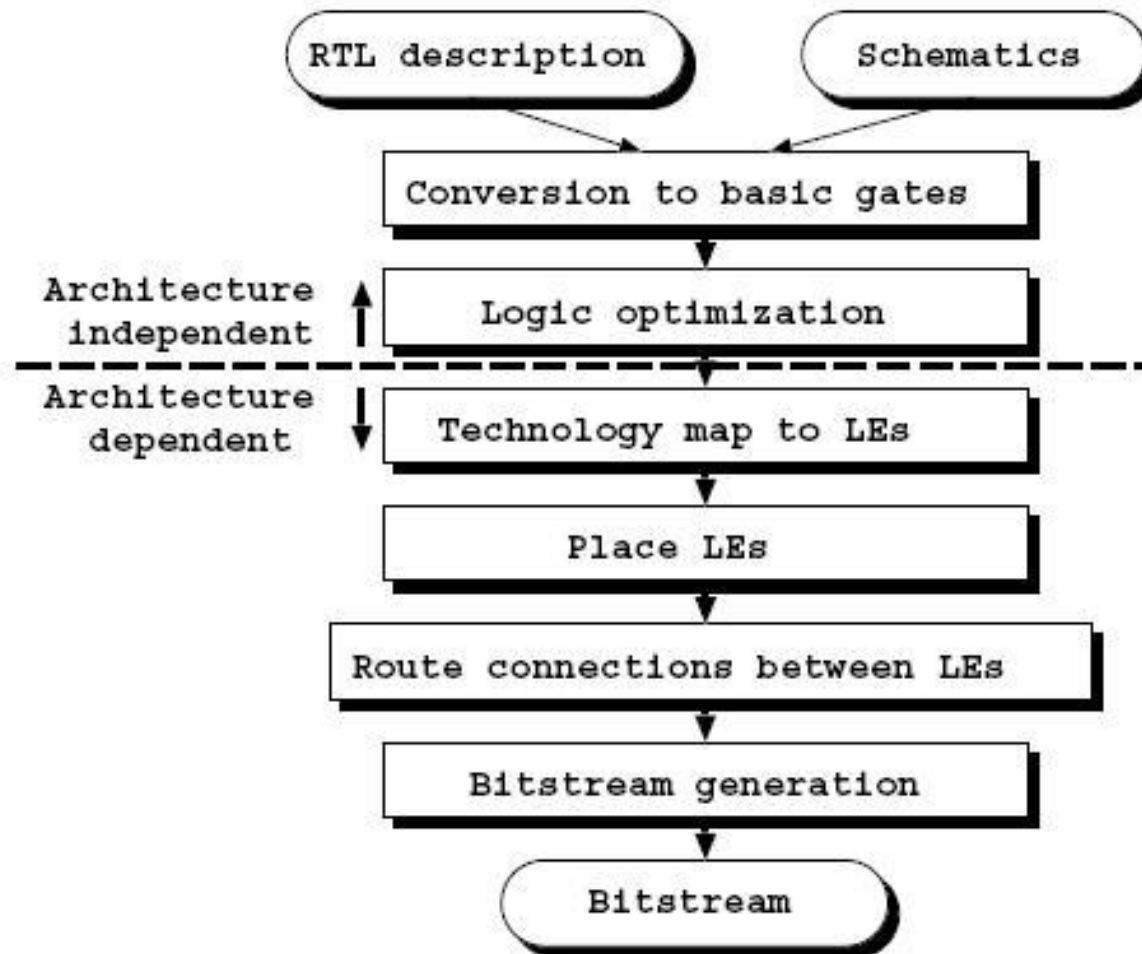 RTL description
Schematics
Conversion to basic gates
Architecture
independent
Logic optimization
Architecture
dependent
Technology map to LEs
Place LEs
Route connections between LEs
Bitstream generation
Bitstream